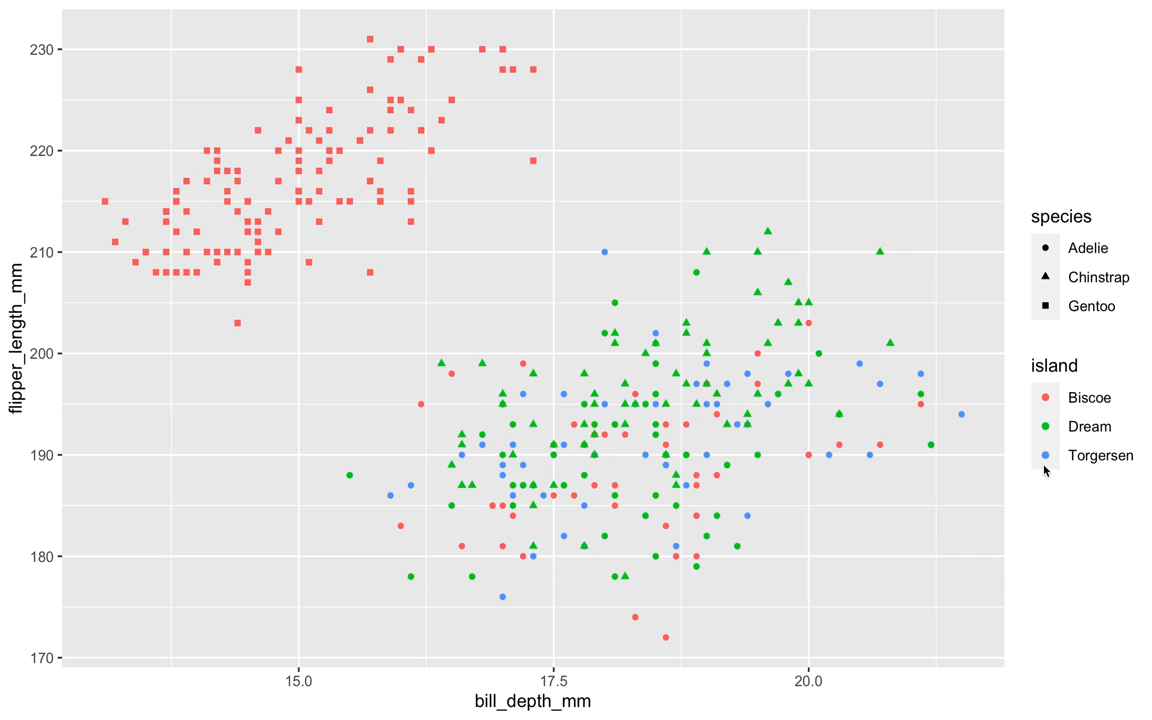 230
220
210
200
190
180
170
flipper_length_mm
15.0
17.5
20.0
bill_depth_mm
species
Adelie
Chinstrap
Gentoo
island
Biscoe
Dream
Torgersen